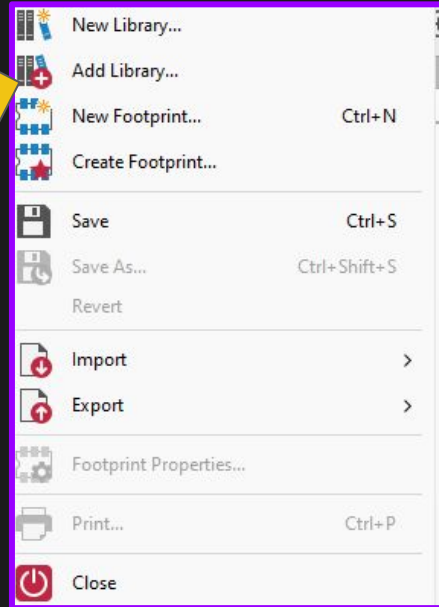 New Library...
Add Library...
New Footprint... Ctrl+N
Create Footprint...
Save Ctrl+S
Save As... Ctrl+Shift+S
Revert
Import >
Export >
Footprint Properties...
Print... Ctrl+P
Close